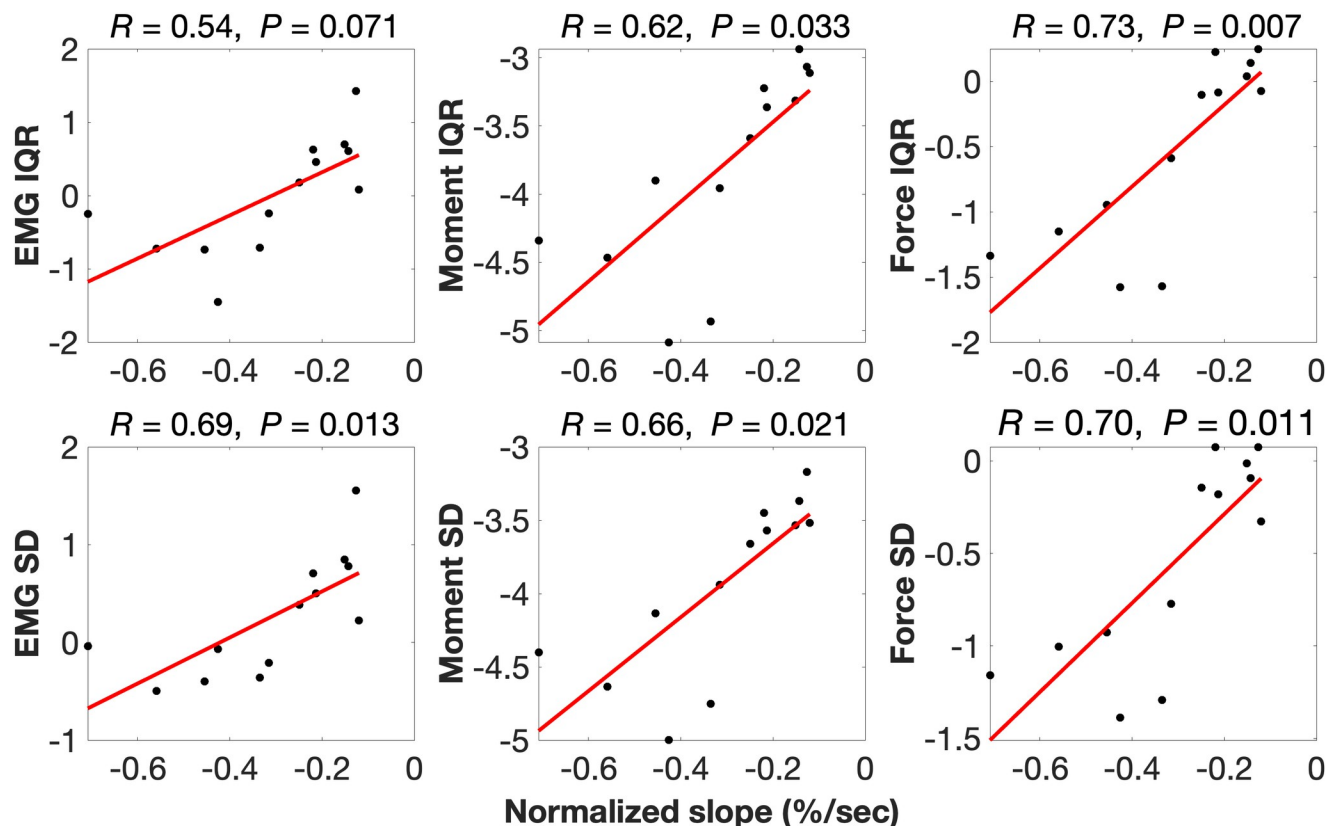 R = 0.54, P = 0.071
R = 0.62, P = 0.033
R = 0.73, P = 0.007
EMG IQR
2
1
0
-1
-2
-0.6 -0.4 -0.2 0
Moment IQR
-3
-3.5
-4
-4.5
-5
-0.6 -0.4 -0.2 0
Force IQR
0
-0.5
-1
-1.5
-2
-0.6 -0.4 -0.2 0
R = 0.69, P = 0.013
R = 0.66, P = 0.021
R = 0.70, P = 0.011
EMG SD
2
1
0
-1
-0.6 -0.4 -0.2 0
Moment SD
-3
-3.5
-4
-4.5
-5
-0.6 -0.4 -0.2 0
Force SD
0
-0.5
-1
-1.5
-0.6 -0.4 -0.2 0
Normalized slope (%/sec)